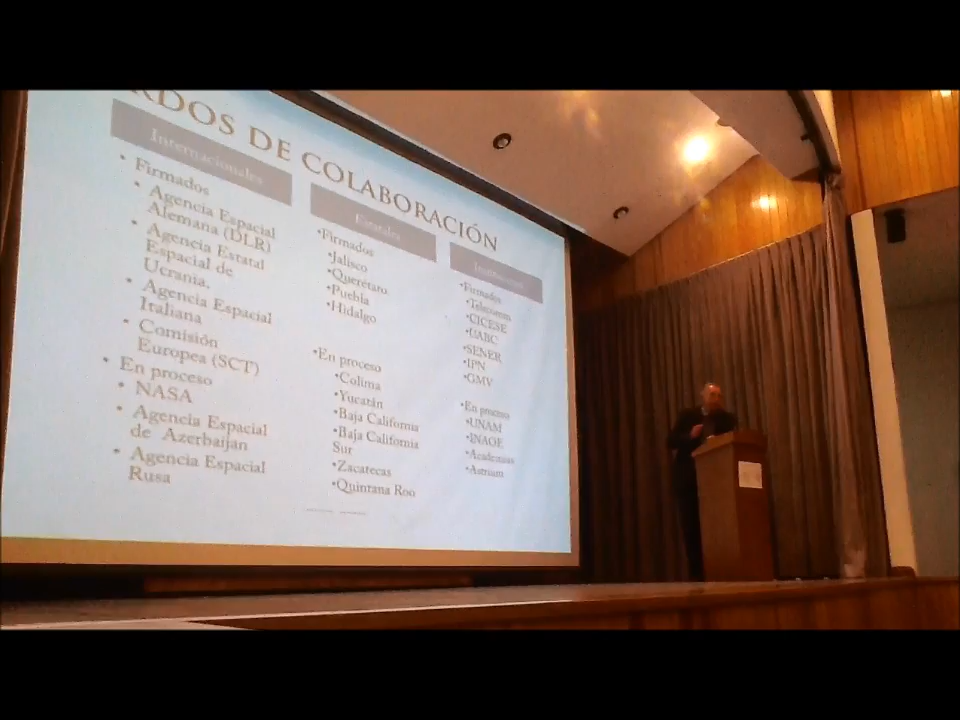 RDOS DE COLABORACIÓN
Internacionales
• Firmados
• Agencia Espacial
Alemana (DLR)
• Agencia Estatal
Espacial de
Ucrania.
• Agencia Espacial
Italiana
• Comisión
Europea (SCT)
• En proceso
• NASA
• Agencia Espacial
de Azerbaijan
• Agencia Espacial
Rusa
Estatales
•Firmados
•Jalisco
•Querétaro
•Puebla
•Hidalgo
•En proceso
•Colima
•Yucatán
•Baja California
•Baja California
Sur
•Zacatecas
•Quintana Roo
•Firmados
•CICESE
•UABC
•SENER
•IPN
•GMV
•En proceso
•UNAM
•INAOE
•Academias
•Astrium